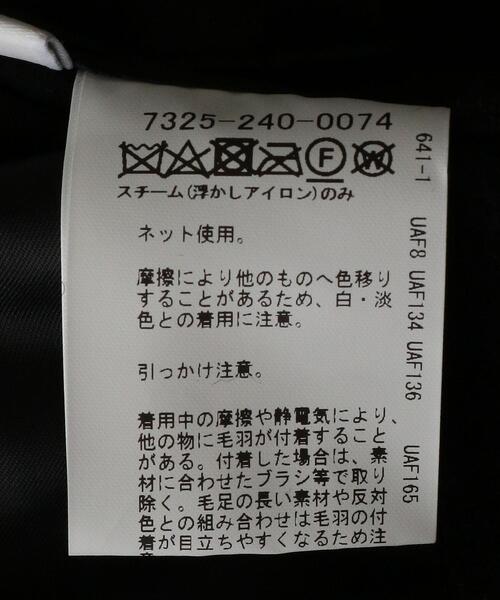 7325-240-0074
F W
スチーム(浮かしアイロン)のみ
ネット使用。
摩擦により他のものへ色移り
することがあるため、白・淡
色との着用に注意。
引っかけ注意。
着用中の摩擦や静電気により、
他の物に毛羽が付着すること
がある。付着した場合は、素
材に合わせたブラシ等で取り
除く。毛足の長い素材や反対
色との組み合わせは毛羽の付
着が目立ちやすくなるため注
641-1 UAF8 UAF134 UAF136 UAF165